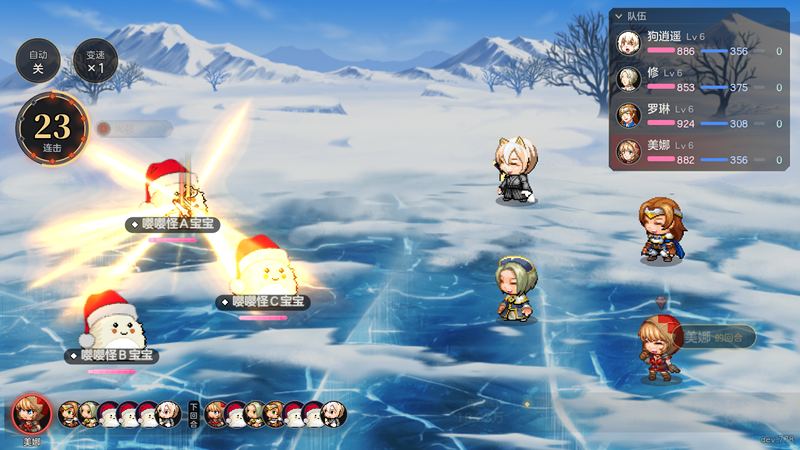 自动
关
变速
×1
23
连击
队伍
狗逍遥 Lv 6
886 356 0
修 Lv 6
853 375 0
罗琳 Lv 6
924 308 0
美娜 Lv 6
882 356 0
嘤嘤怪A宝宝
嘤嘤怪C宝宝
嘤嘤怪B宝宝
美娜 的回合
美娜
下回合